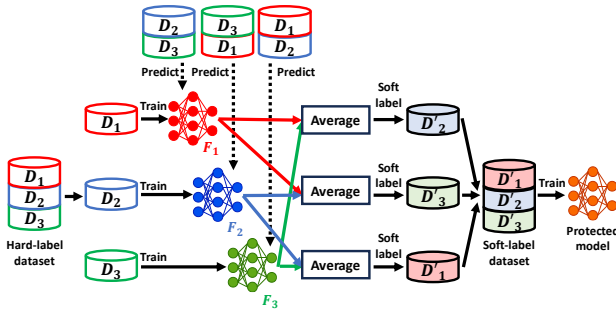 D₂
D₃
D₃
D₁
D₁
D₂
Predict
Predict
Predict
D₁
Train
F₁
Average
Soft
label
D′₂
D₁
D₂
D₃
Hard-label
dataset
D₂
Train
F₂
Average
Soft
label
D′₃
D′₁
D′₂
D′₃
Soft-label
dataset
Train
Protected
model
D₃
Train
F₃
Average
Soft
label
D′₁